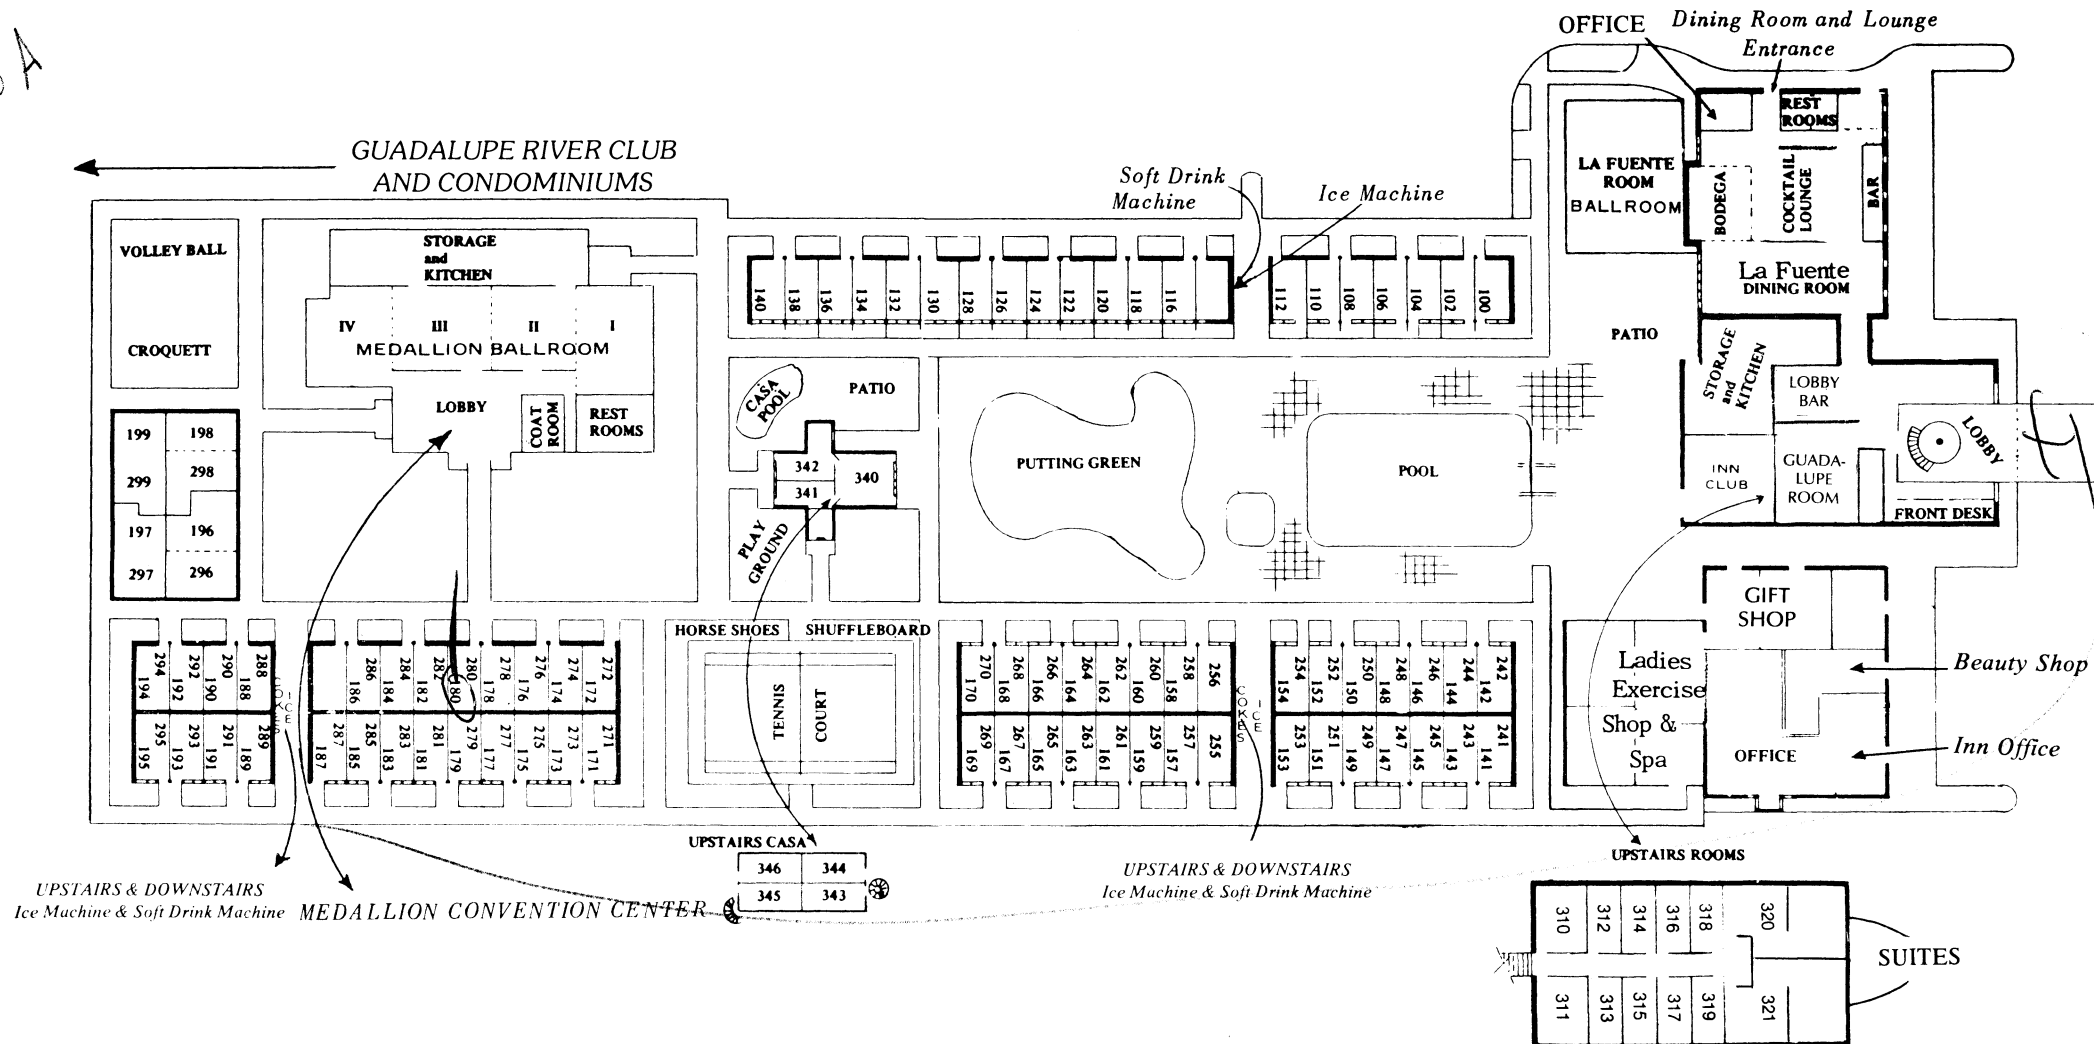 OFFICE
Dining Room and Lounge
Entrance
GUADALUPE RIVER CLUB
AND CONDOMINIUMS
Soft Drink
Machine
Ice Machine
REST
ROOMS
LA FUENTE
ROOM
BALLROOM
BODEGA
COCKTAIL
LOUNGE
BAR
La Fuente
DINING ROOM
VOLLEY BALL
CROQUETT
STORAGE
and
KITCHEN
IV III II I
MEDALLION BALLROOM
LOBBY
COAT
ROOM
REST
ROOMS
140 138 136 134 132 130 128 126 124 122 120 118 116
112 110 108 106 104 102 100
PATIO
STORAGE
and
KITCHEN
LOBBY
BAR
LOBBY
INN
CLUB
GUADA-
LUPE
ROOM
FRONT DESK
CASA
POOL
PATIO
342 340
341
PLAY
GROUND
PUTTING GREEN
POOL
199 198
299 298
197 196
297 296
HORSE SHOES SHUFFLEBOARD
TENNIS
COURT
294 292 290 288
194 192 190 188
295 293 291 289
195 193 191 189
COKES
ICE
286 284 282 280 278 276 274 272
186 184 182 180 178 176 174 172
287 285 283 281 279 277 275 273 271
187 185 183 181 179 177 175 173 171
270 268 266 264 262 260 258 256
170 168 166 164 162 160 158
269 267 265 263 261 259 257 255
169 167 165 163 161 159 157
COKES
ICE
254 252 250 248 246 244 242
154 152 150 148 146 144 142
253 251 249 247 245 243 241
153 151 149 147 145 143 141
GIFT
SHOP
Ladies
Exercise
Shop &
Spa
OFFICE
Beauty Shop
Inn Office
UPSTAIRS CASA
346 344
345 343
UPSTAIRS & DOWNSTAIRS
Ice Machine & Soft Drink Machine
MEDALLION CONVENTION CENTER
UPSTAIRS & DOWNSTAIRS
Ice Machine & Soft Drink Machine
UPSTAIRS ROOMS
310 312 314 316 318 320
311 313 315 317 319 321
SUITES